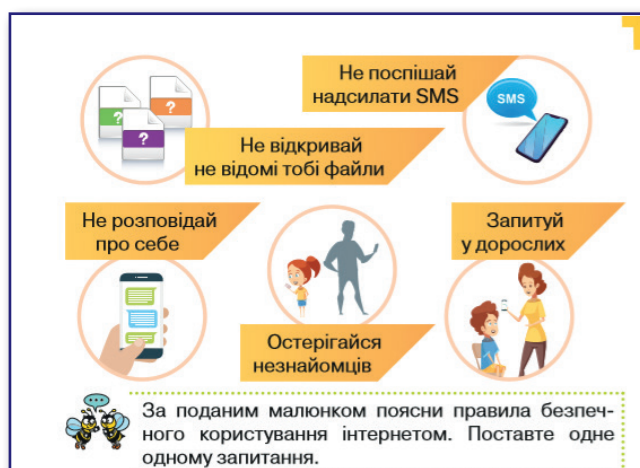 Не поспішай
надсилати SMS
SMS
?
?
?
Не відкривай
не відомі тобі файли
Не розповідай
про себе
Запитуй
у дорослих
Остерігайся
незнайомців
За поданим малюнком поясни правила безпеч-
ного користування інтернетом. Поставте одне
одному запитання.